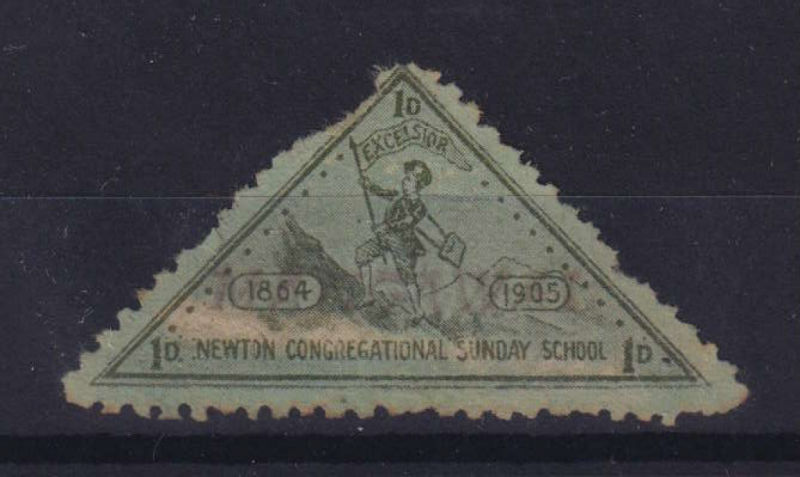 1D
EXCELSIOR
1864 1905
1D. NEWTON CONGREGATIONAL SUNDAY SCHOOL 1D.